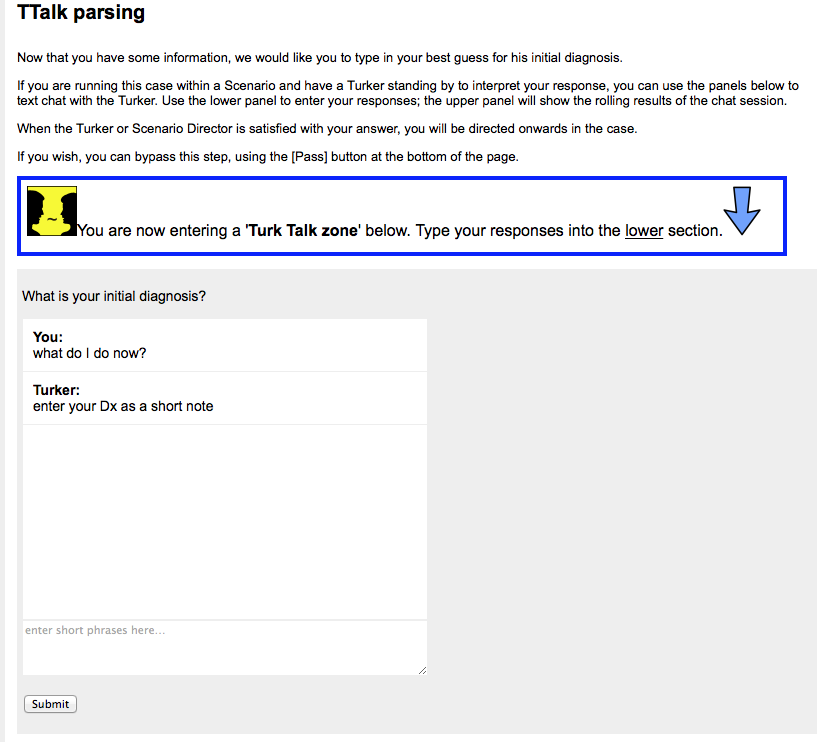 TTalk parsing
Now that you have some information, we would like you to type in your best guess for his initial diagnosis.
If you are running this case within a Scenario and have a Turker standing by to interpret your response, you can use the panels below to
text chat with the Turker. Use the lower panel to enter your responses; the upper panel will show the rolling results of the chat session.
When the Turker or Scenario Director is satisfied with your answer, you will be directed onwards in the case.
If you wish, you can bypass this step, using the [Pass] button at the bottom of the page.
You are now entering a 'Turk Talk zone' below. Type your responses into the lower section.
What is your initial diagnosis?
You:
what do I do now?
Turker:
enter your Dx as a short note
enter short phrases here...
Submit